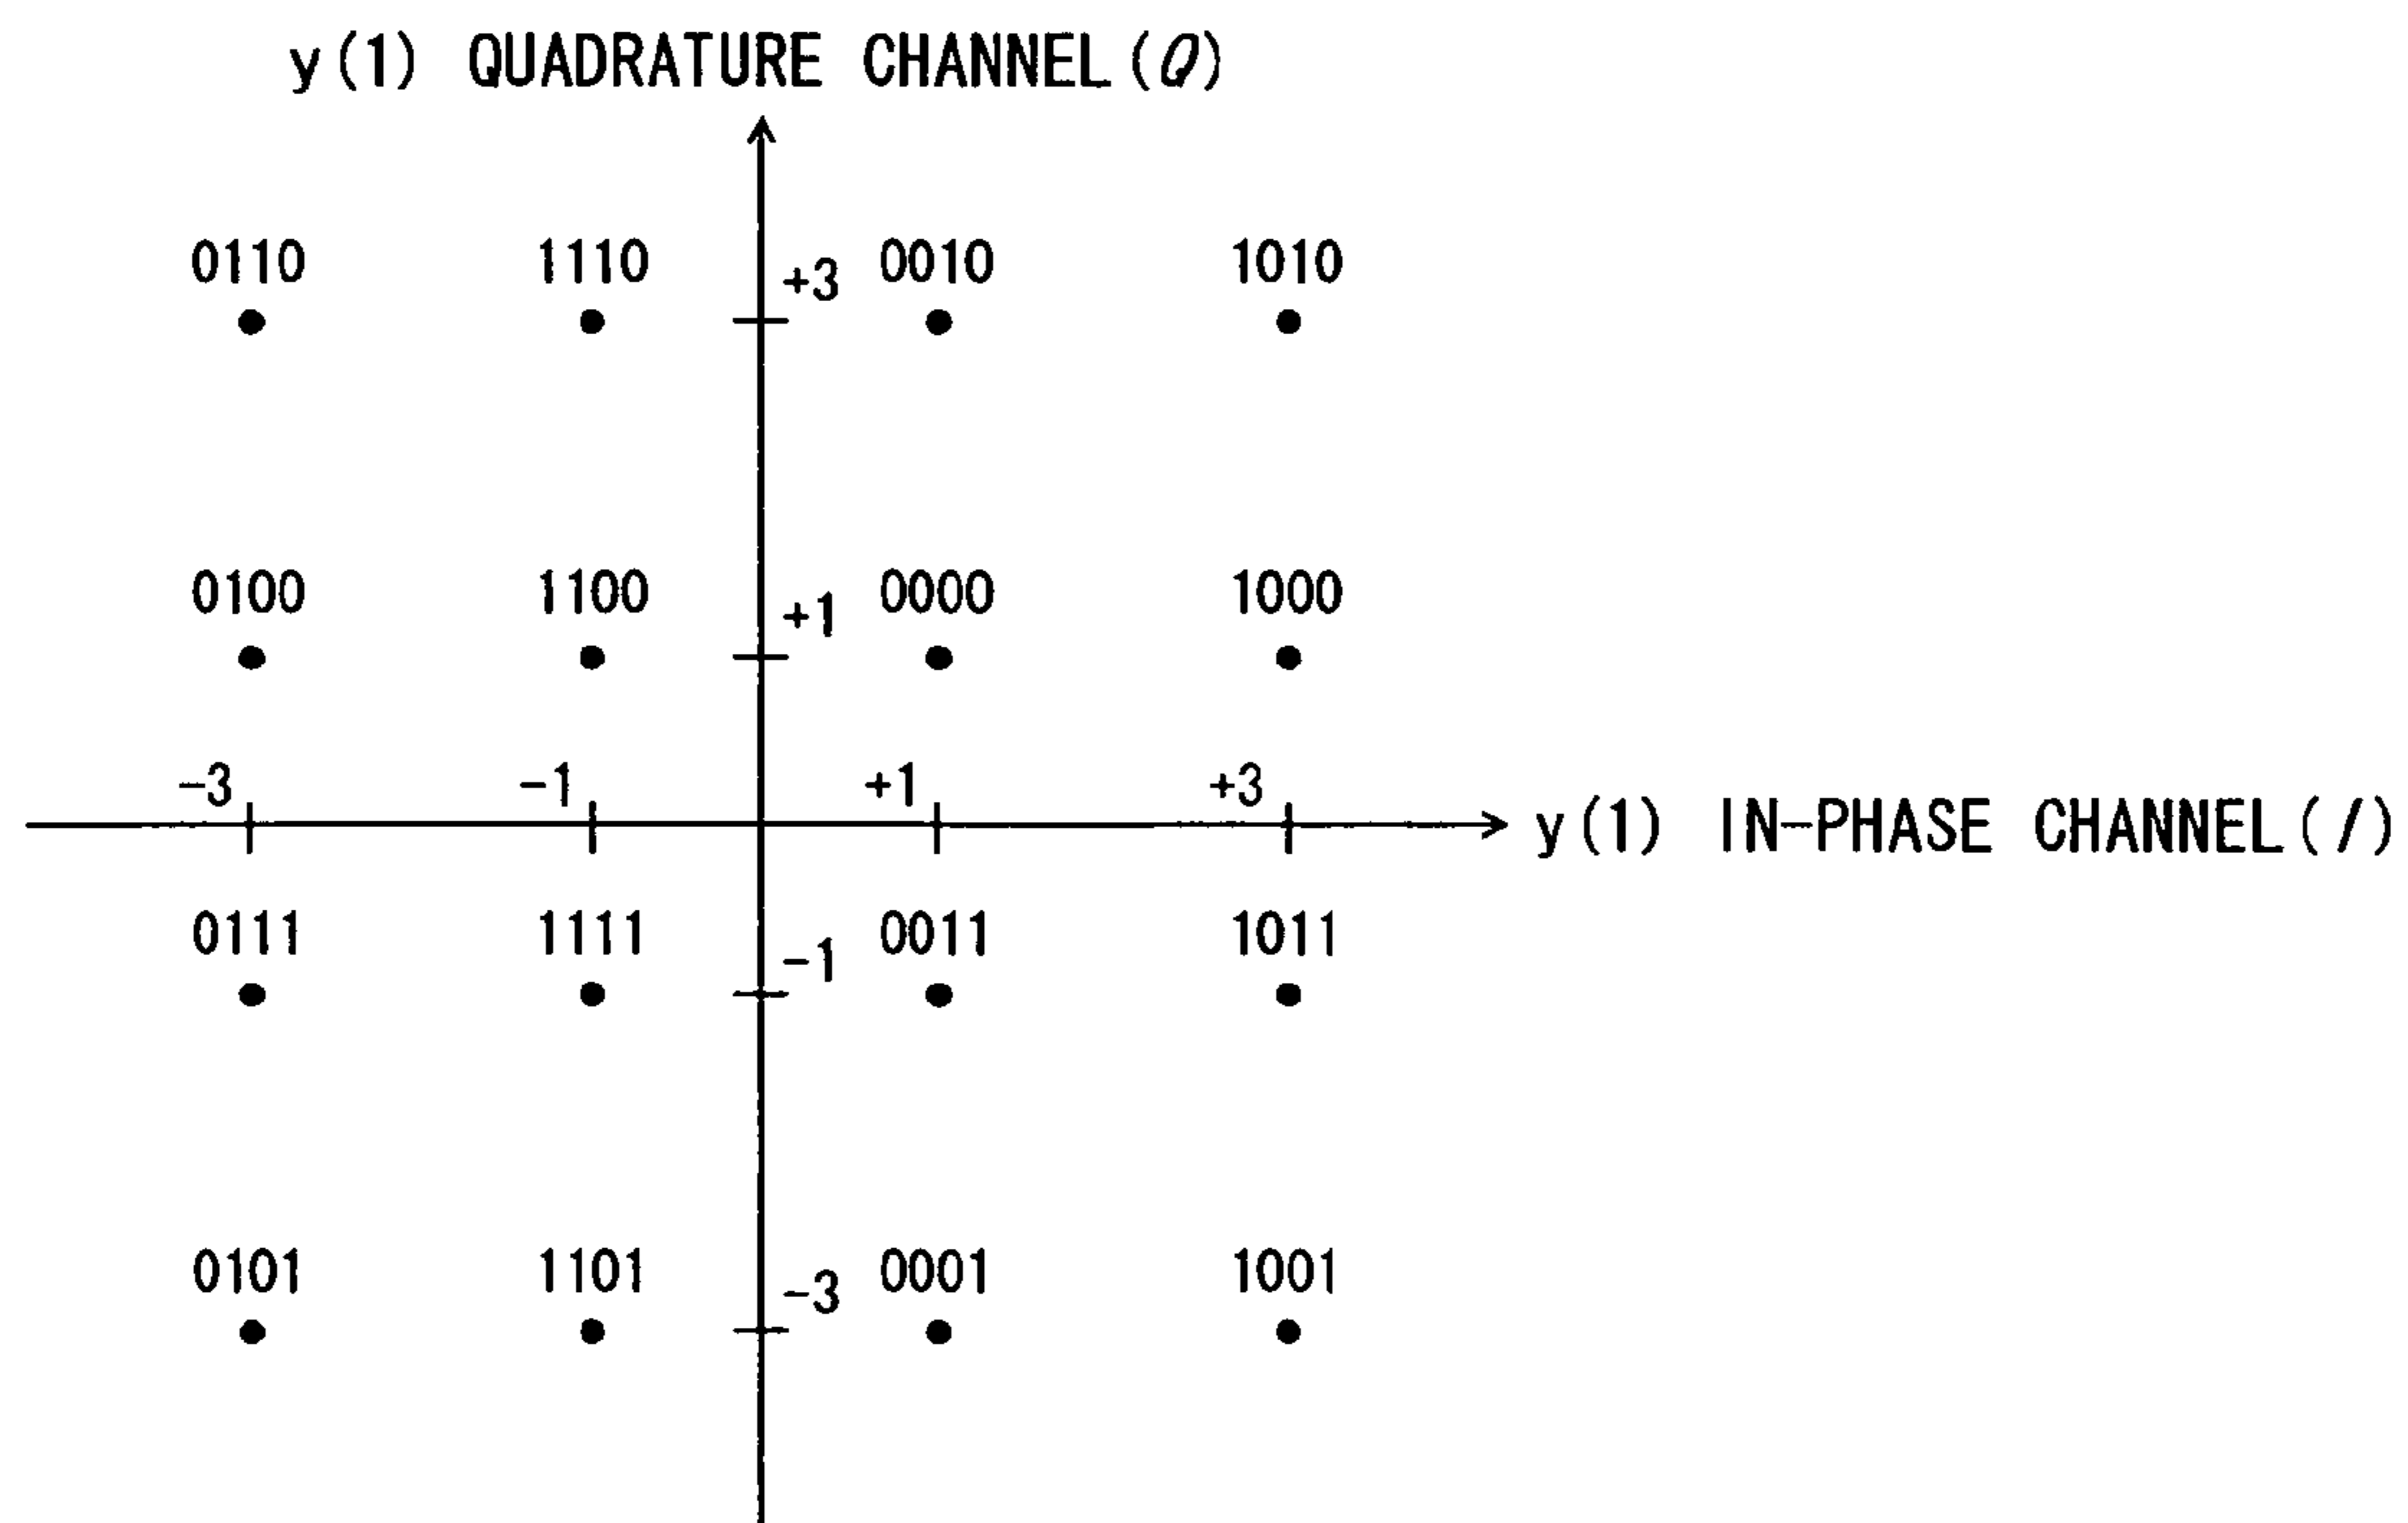 y(1) QUADRATURE CHANNEL(Q)
0110 1110 +3 0010 1010
0100 1100 +1 0000 1000
-3 -1 +1 +3
y(1) IN-PHASE CHANNEL(I)
0111 1111 -1 0011 1011
0101 1101 -3 0001 1001